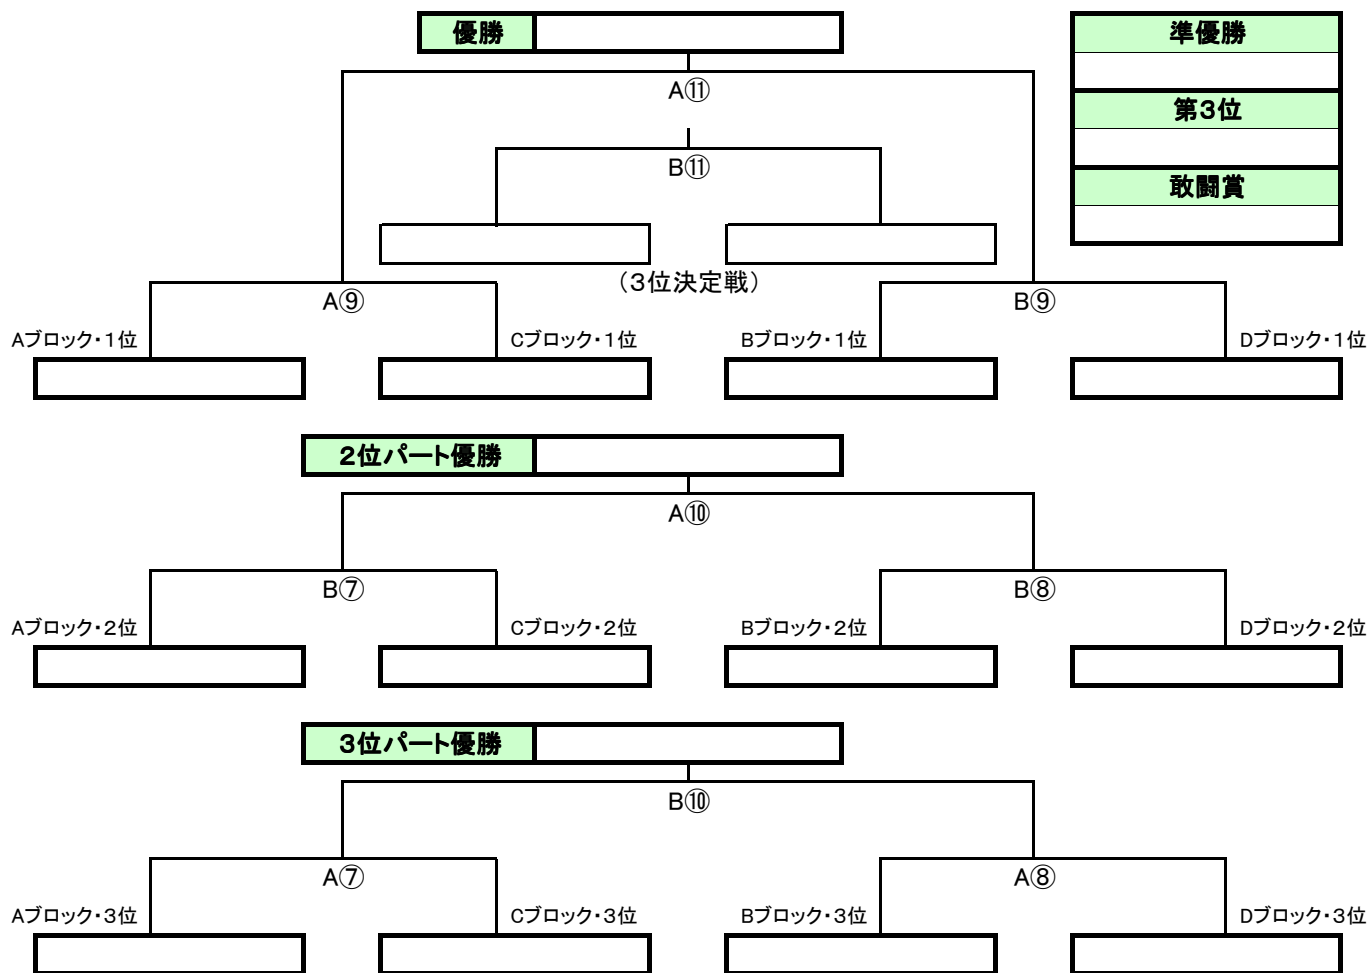 優勝
準優勝
A⑪
第3位
B⑪
敢闘賞
(3位決定戦)
A⑨
B⑨
Aブロック・1位
Cブロック・1位
Bブロック・1位
Dブロック・1位
2位パート優勝
A⑩
B⑦
B⑧
Aブロック・2位
Cブロック・2位
Bブロック・2位
Dブロック・2位
3位パート優勝
B⑩
A⑦
A⑧
Aブロック・3位
Cブロック・3位
Bブロック・3位
Dブロック・3位